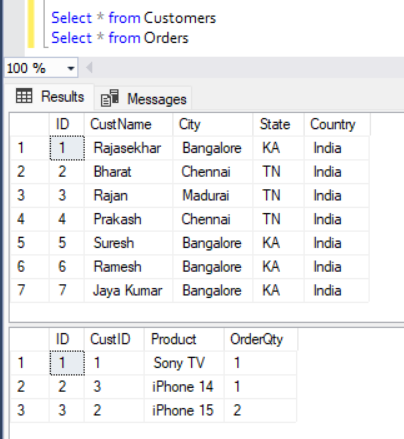 Select * from Customers
Select * from Orders
100 %
Results Messages
ID CustName City State Country
1 1 Rajasekhar Bangalore KA India
2 2 Bharat Chennai TN India
3 3 Rajan Madurai TN India
4 4 Prakash Chennai TN India
5 5 Suresh Bangalore KA India
6 6 Ramesh Bangalore KA India
7 7 Jaya Kumar Bangalore KA India
ID CustID Product OrderQty
1 1 1 Sony TV 1
2 2 3 iPhone 14 1
3 3 2 iPhone 15 2